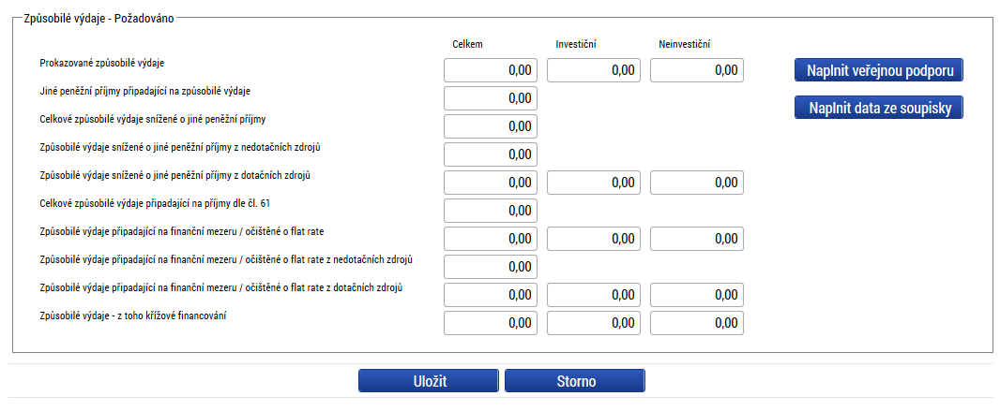 Způsobilé výdaje - Požadováno
Celkem Investiční Neinvestiční
Prokazované způsobilé výdaje 0,00 0,00 0,00 Naplnit veřejnou podporu
Jiné peněžní příjmy připadající na způsobilé výdaje 0,00 Naplnit data ze soupisky
Celkové způsobilé výdaje snížené o jiné peněžní příjmy 0,00
Způsobilé výdaje snížené o jiné peněžní příjmy z nedotačních zdrojů 0,00
Způsobilé výdaje snížené o jiné peněžní příjmy z dotačních zdrojů 0,00 0,00 0,00
Celkové způsobilé výdaje připadající na příjmy dle čl. 61 0,00
Způsobilé výdaje připadající na finanční mezeru / očištěné o flat rate 0,00 0,00 0,00
Způsobilé výdaje připadající na finanční mezeru / očištěné o flat rate z nedotačních zdrojů 0,00
Způsobilé výdaje připadající na finanční mezeru / očištěné o flat rate z dotačních zdrojů 0,00 0,00 0,00
Způsobilé výdaje - z toho křížové financování 0,00 0,00 0,00
Uložit Storno